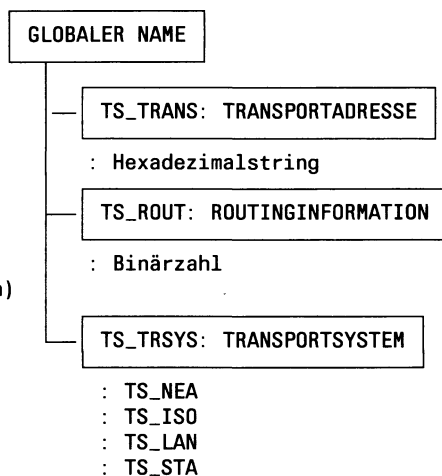 GLOBALER NAME
TS_TRANS: TRANSPORTADRESSE
: Hexadezimalstring
TS_ROUT: ROUTINGINFORMATION
: Binärzahl
)
TS_TRSYS: TRANSPORTSYSTEM
: TS_NEA
: TS_ISO
: TS_LAN
: TS_STA